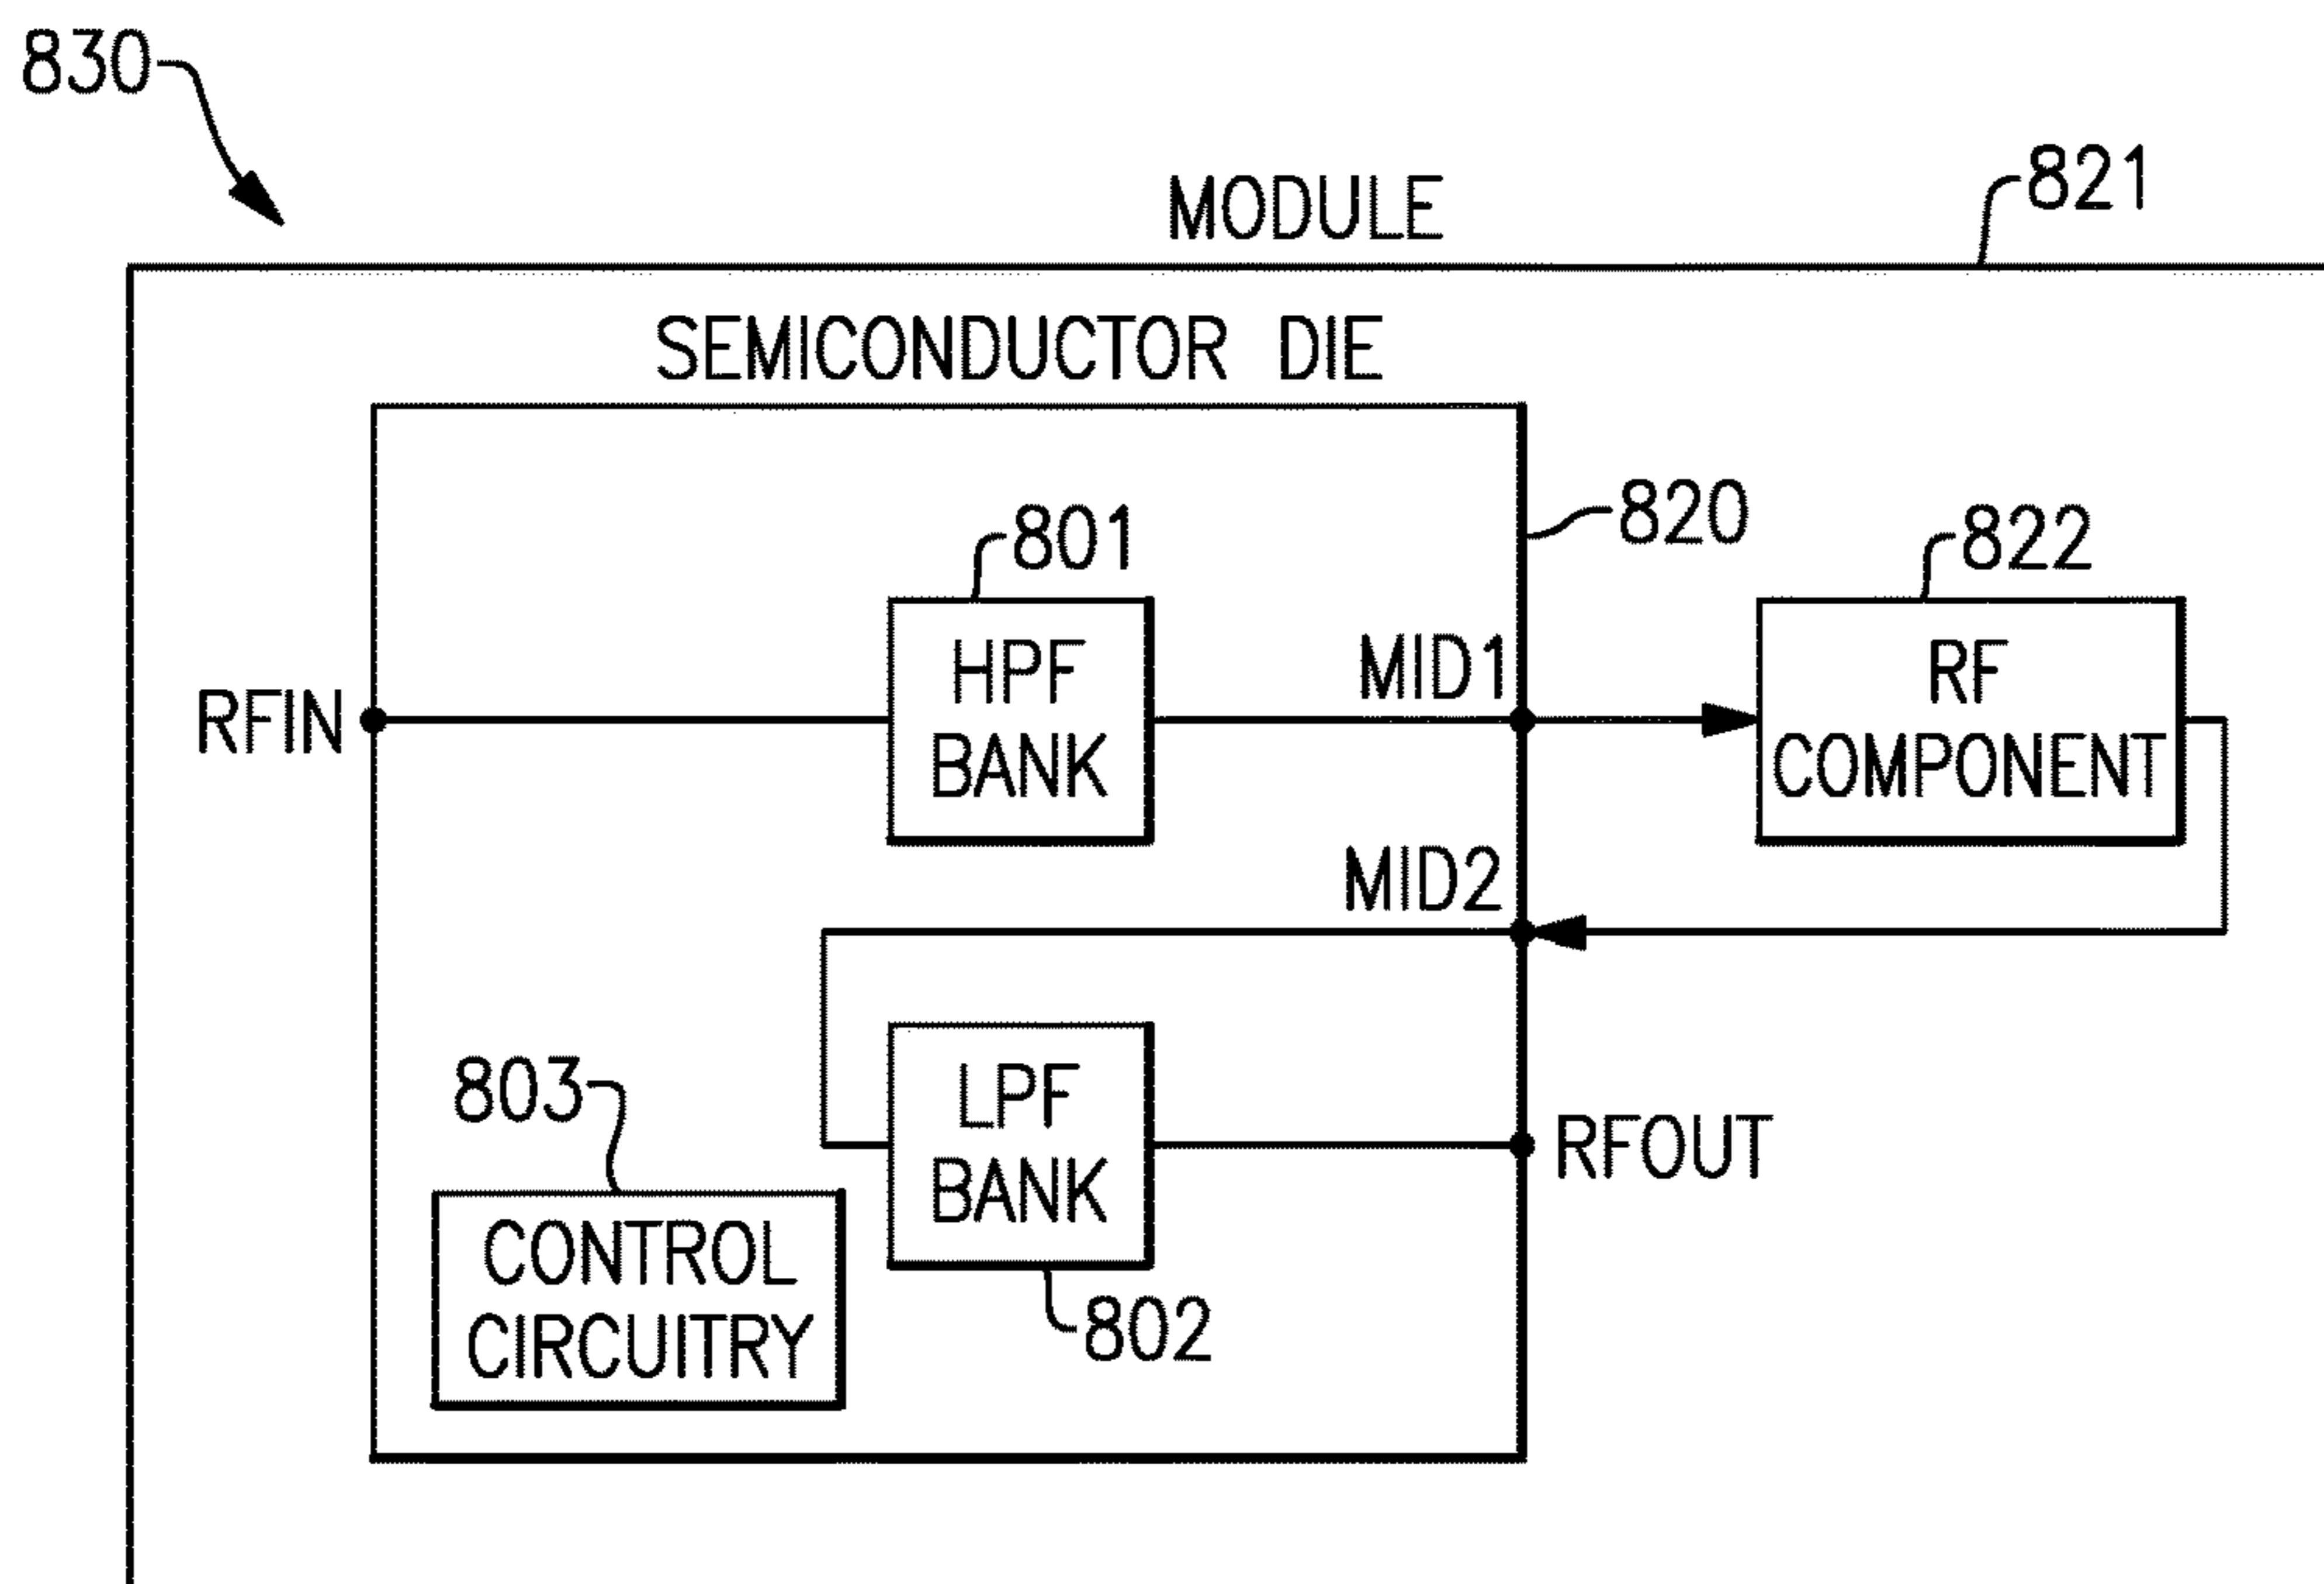 830
MODULE
821
SEMICONDUCTOR DIE
801
820
822
HPF
BANK
MID1
RF
COMPONENT
RFIN
MID2
803
LPF
BANK
RFOUT
CONTROL
CIRCUITRY
802